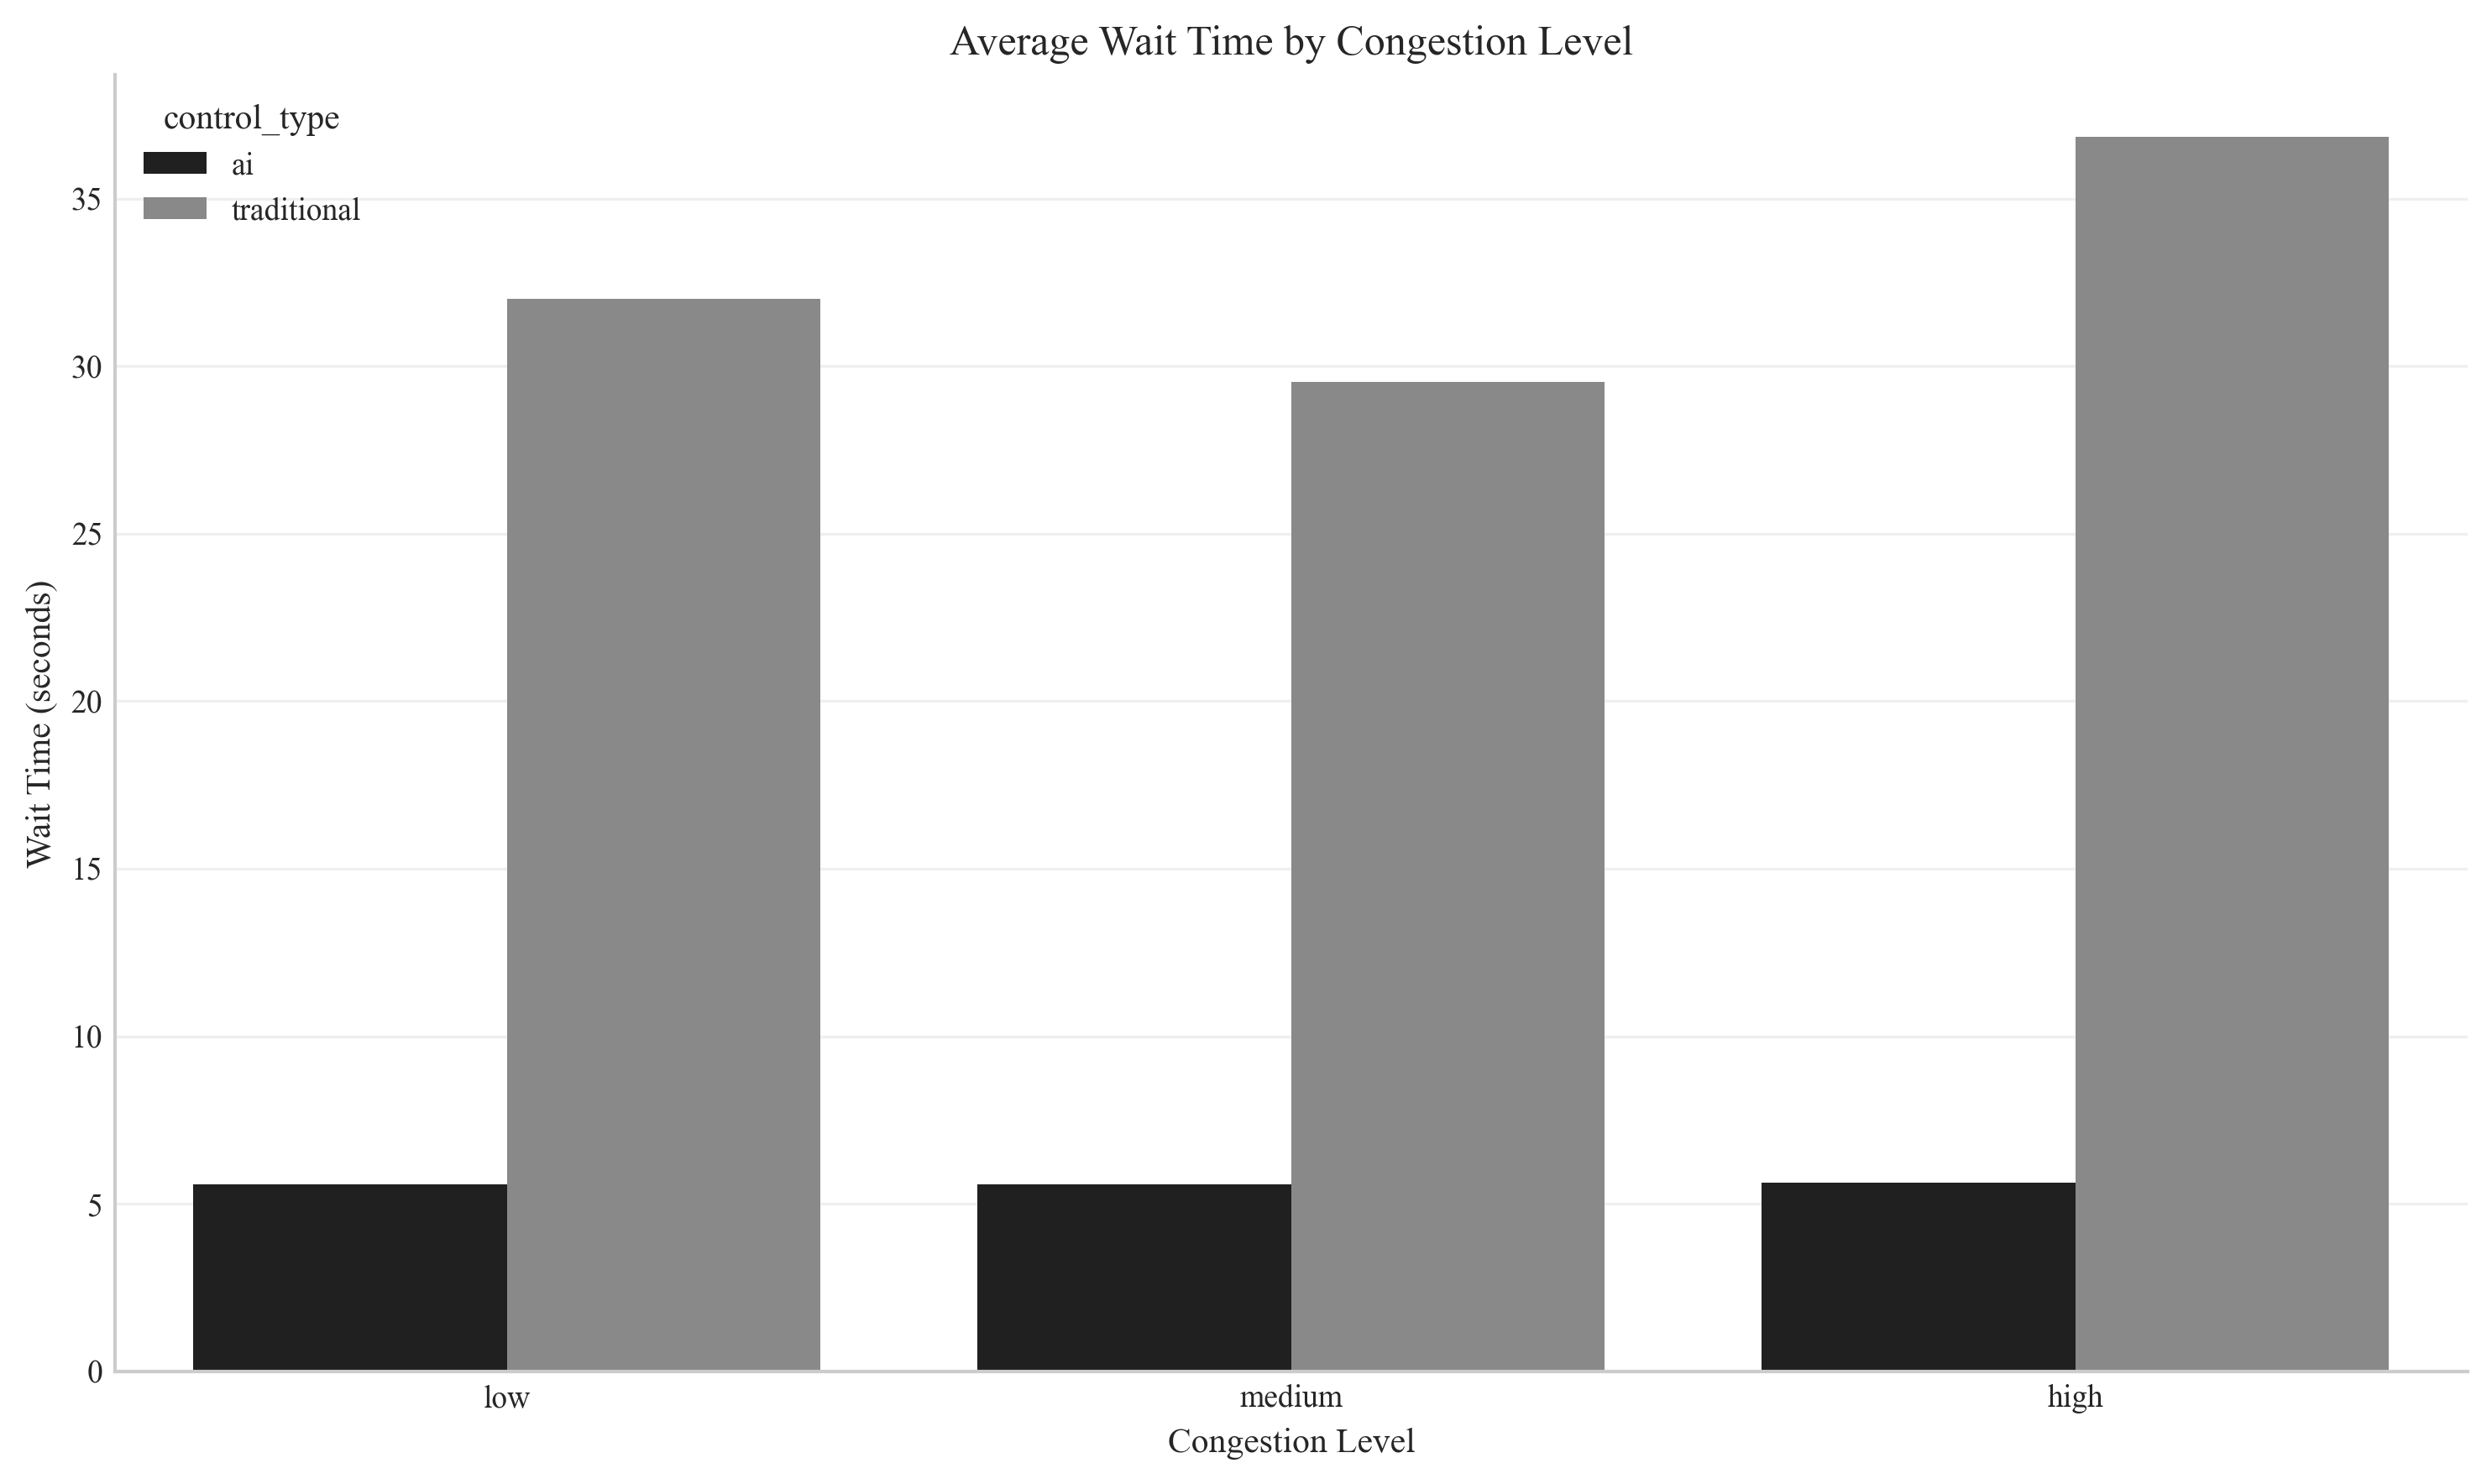 Average Wait Time by Congestion Level
control_type
ai
traditional
35
30
25
20
15
10
5
0
Wait Time (seconds)
low
medium
high
Congestion Level